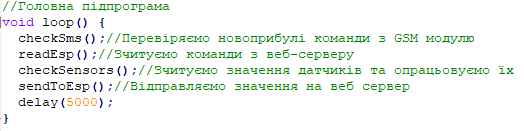 //Головна підпрограма
void loop() {
  checkSms();//Перевіряємо новоприбулі команди з GSM модулю
  readEsp();//Зчитуємо команди з веб-серверу
  checkSensors();//Зчитуємо значення датчиків та опрацьовуємо їх
  sendToEsp();//Відправляємо значення на веб сервер
  delay(5000);
}